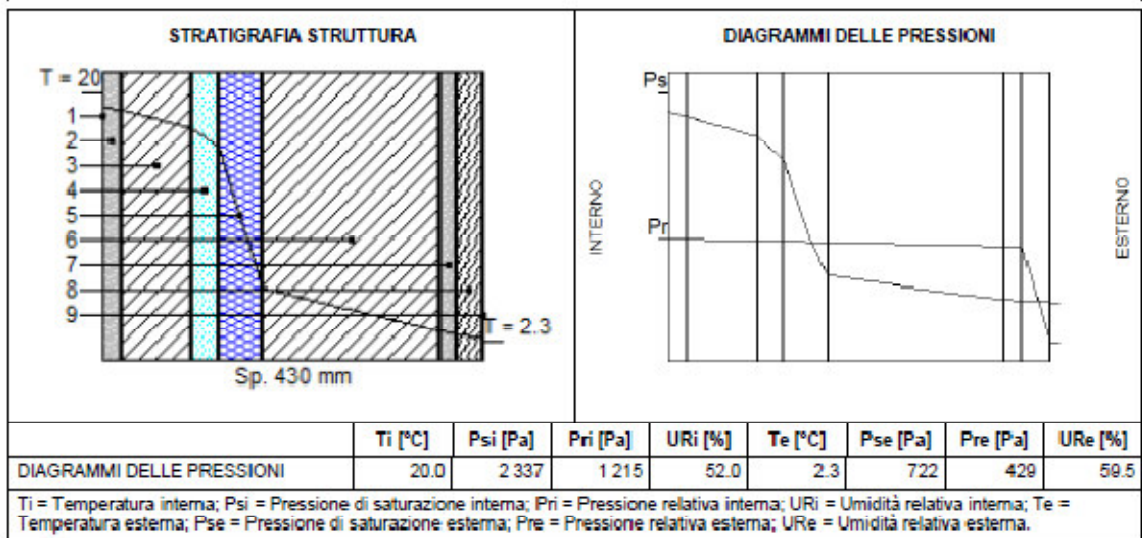 STRATIGRAFIA STRUTTURA
T = 20
1
2
3
4
5
6
7
8
9
T = 2.3
Sp. 430 mm
DIAGRAMMI DELLE PRESSIONI
Ps
Pr
INTERNO
ESTERNO
Ti [°C] Psi [Pa] Pri [Pa] URi [%] Te [°C] Pse [Pa] Pre [Pa] URe [%]
DIAGRAMMI DELLE PRESSIONI 20.0 2 337 1 215 52.0 2.3 722 429 59.5
Ti = Temperatura interna; Psi = Pressione di saturazione interna; Pri = Pressione relativa interna; URi = Umidità relativa interna; Te =
Temperatura esterna; Pse = Pressione di saturazione esterna; Pre = Pressione relativa esterna; URe = Umidità relativa esterna.